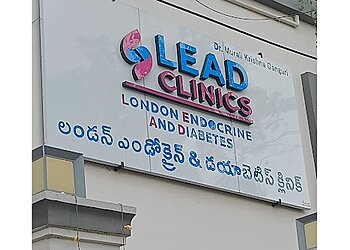 Dr. Murali Krishna Ganguri
LEAD
CLINICS
LONDON ENDOCRINE
AND DIABETES
లండన్ ఎండోక్రైన్ & డయాబెటిస్ క్లినిక్